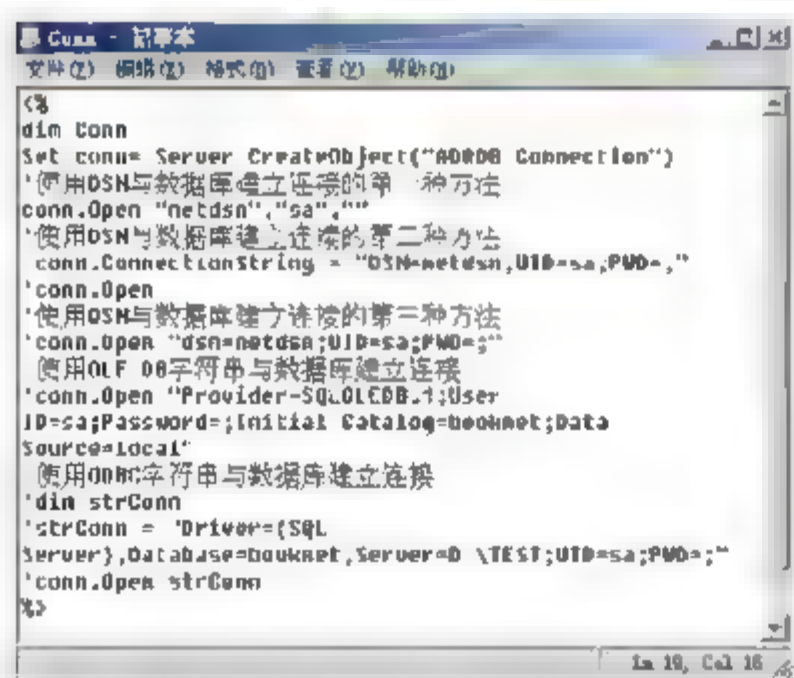 Conn - 记事本
文件(F) 编辑(E) 格式(O) 查看(V) 帮助(H)
<%
dim Conn
Set conn= Server CreateObject("ADODB Connection")
'使用DSN与数据库建立连接的第一种方法
conn.Open "netdsn","sa",""
'使用DSN与数据库建立连接的第二种方法
conn.ConnectionString = "DSN=netdsn,UID=sa;PWD=,"
'conn.Open
'使用DSN与数据库建立连接的第三种方法
'conn.Open "dsn=netdsn;UID=sa;PWD=;"
使用OLE DB字符串与数据库建立连接
'conn.Open "Provider=SQLOLEDB.1;User
ID=sa;Password=;Initial Catalog=booknet;Data
Source=Local"
使用ODBC字符串与数据库建立连接
'dim strConn
'strConn = "Driver={SQL
Server},Database=booknet,Server=D \TEST;UID=sa;PWD=;"
'conn.Open strConn
%>
Ln 19, Col 16